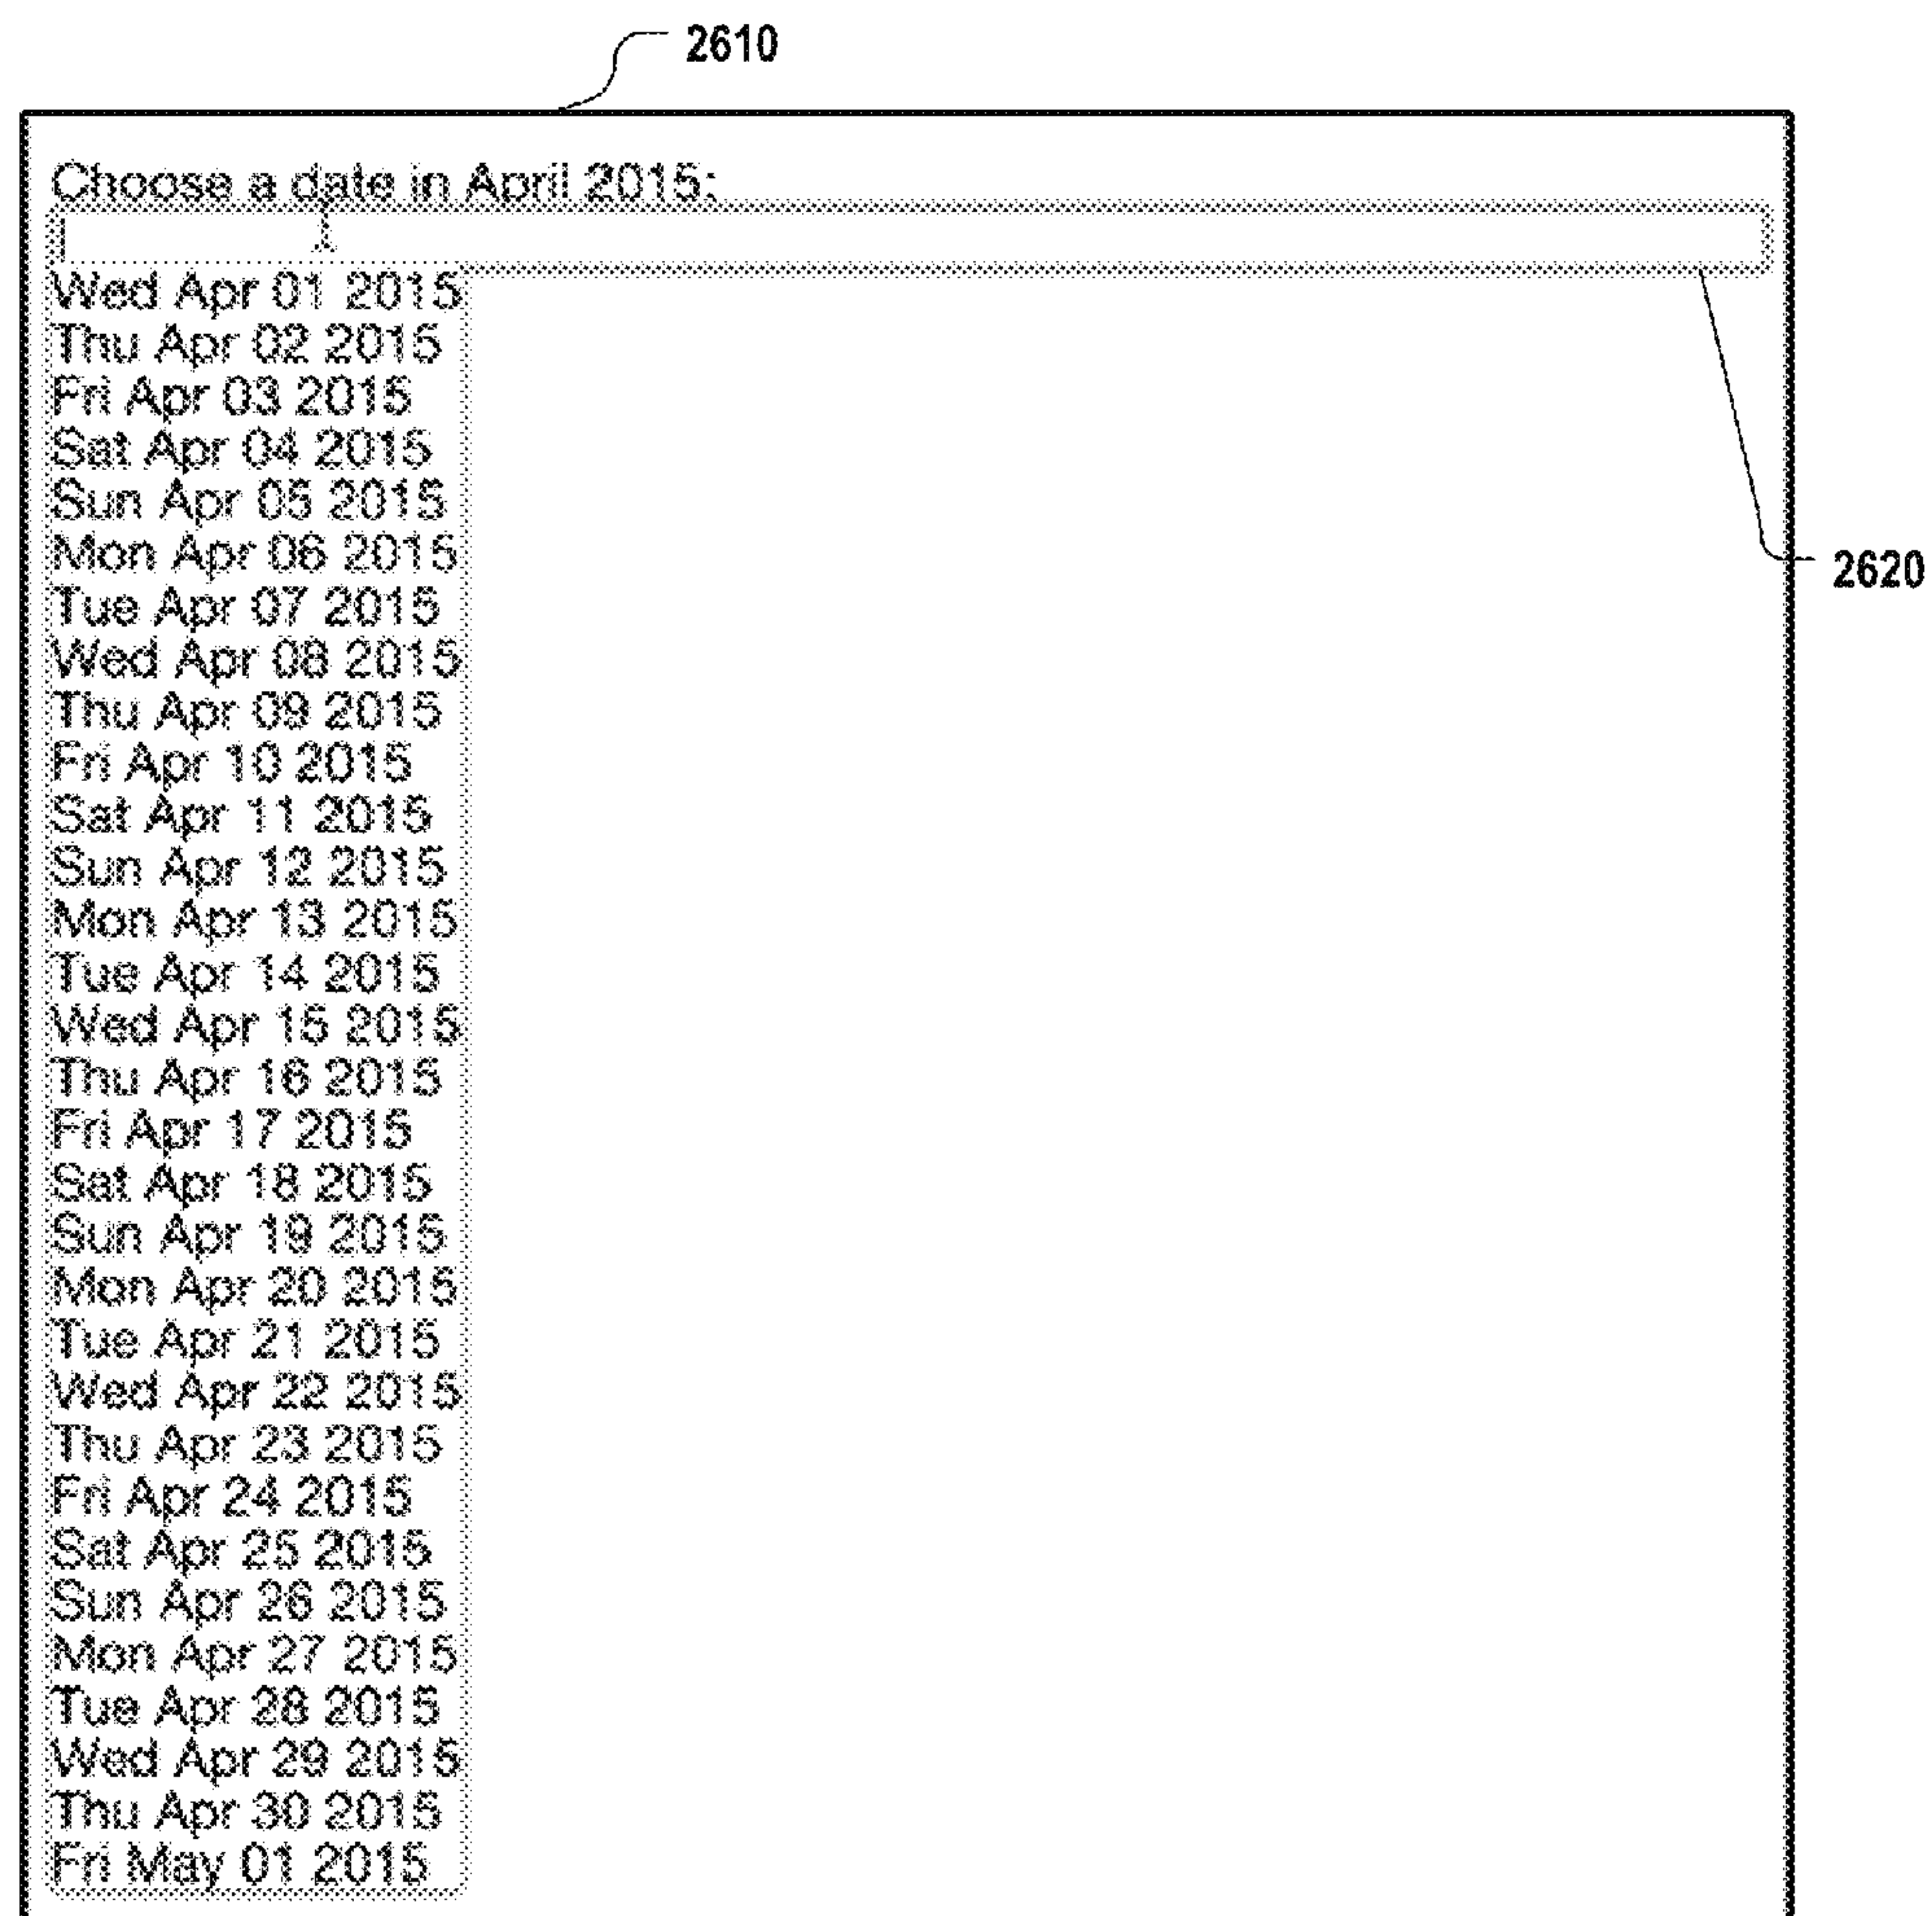 2610
Choose a date in April 2015:
Wed Apr 01 2015
Thu Apr 02 2015
Fri Apr 03 2015
Sat Apr 04 2015
Sun Apr 05 2015
Mon Apr 06 2015
2620
Tue Apr 07 2015
Wed Apr 08 2015
Thu Apr 09 2015
Fri Apr 10 2015
Sat Apr 11 2015
Sun Apr 12 2015
Mon Apr 13 2015
Tue Apr 14 2015
Wed Apr 15 2015
Thu Apr 16 2015
Fri Apr 17 2015
Sat Apr 18 2015
Sun Apr 19 2015
Mon Apr 20 2015
Tue Apr 21 2015
Wed Apr 22 2015
Thu Apr 23 2015
Fri Apr 24 2015
Sat Apr 25 2015
Sun Apr 26 2015
Mon Apr 27 2015
Tue Apr 28 2015
Wed Apr 29 2015
Thu Apr 30 2015
Fri May 01 2015